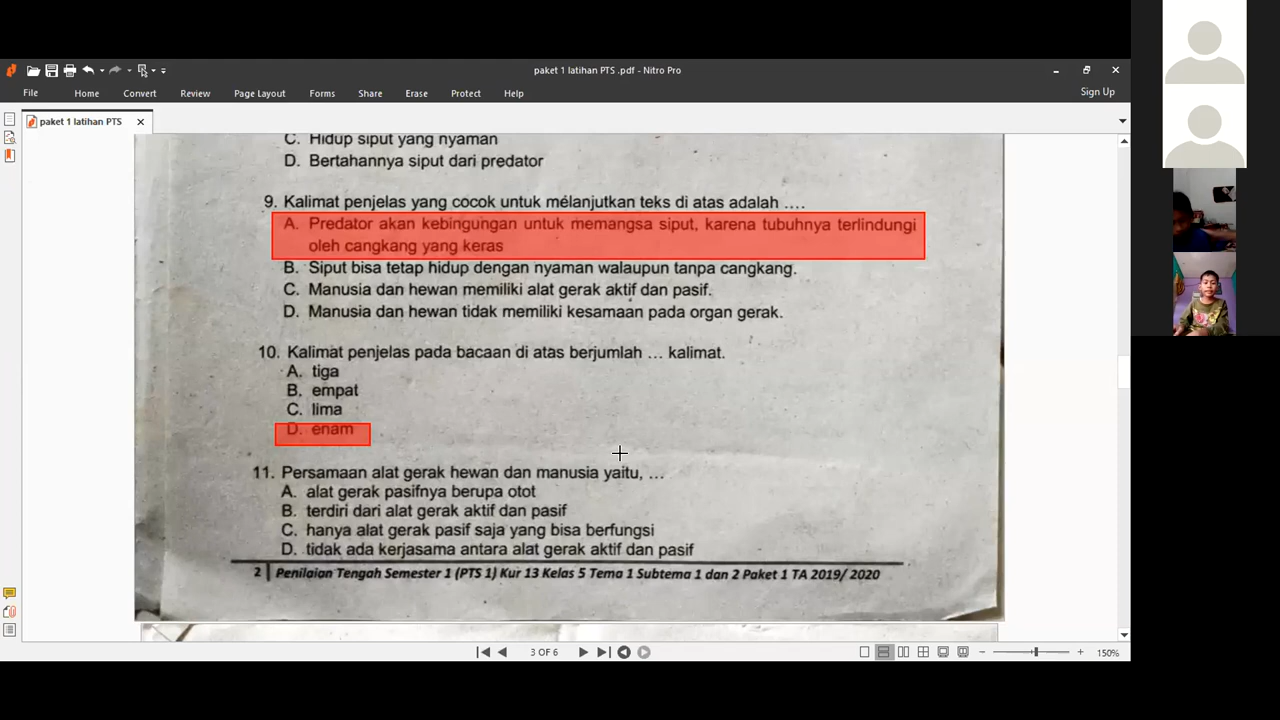 paket 1 latihan PTS .pdf - Nitro Pro
File Home Convert Review Page Layout Forms Share Erase Protect Help
Sign Up
paket 1 latihan PTS
C. Hidup siput yang nyaman
D. Bertahannya siput dari predator
9. Kalimat penjelas yang cocok untuk melanjutkan teks di atas adalah ....
A. Predator akan kebingungan untuk memangsa siput, karena tubuhnya terlindungi
oleh cangkang yang keras
B. Siput bisa tetap hidup dengan nyaman walaupun tanpa cangkang.
C. Manusia dan hewan memiliki alat gerak aktif dan pasif.
D. Manusia dan hewan tidak memiliki kesamaan pada organ gerak.
10. Kalimat penjelas pada bacaan di atas berjumlah ... kalimat.
A. tiga
B. empat
C. lima
D. enam
11. Persamaan alat gerak hewan dan manusia yaitu, ...
A. alat gerak pasifnya berupa otot
B. terdiri dari alat gerak aktif dan pasif
C. hanya alat gerak pasif saja yang bisa berfungsi
D. tidak ada kerjasama antara alat gerak aktif dan pasif
2 | Penilaian Tengah Semester 1 (PTS 1) Kur 13 Kelas 5 Tema 1 Subtema 1 dan 2 Paket 1 TA 2019/ 2020
3 OF 6
150%